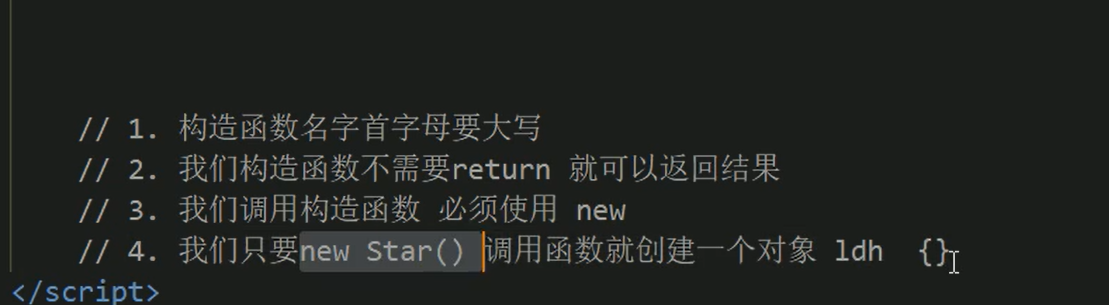 // 1. 构造函数名字首字母要大写
// 2. 我们构造函数不需要return 就可以返回结果
// 3. 我们调用构造函数 必须使用 new
// 4. 我们只要new Star() 调用函数就创建一个对象 ldh  {}
</script>